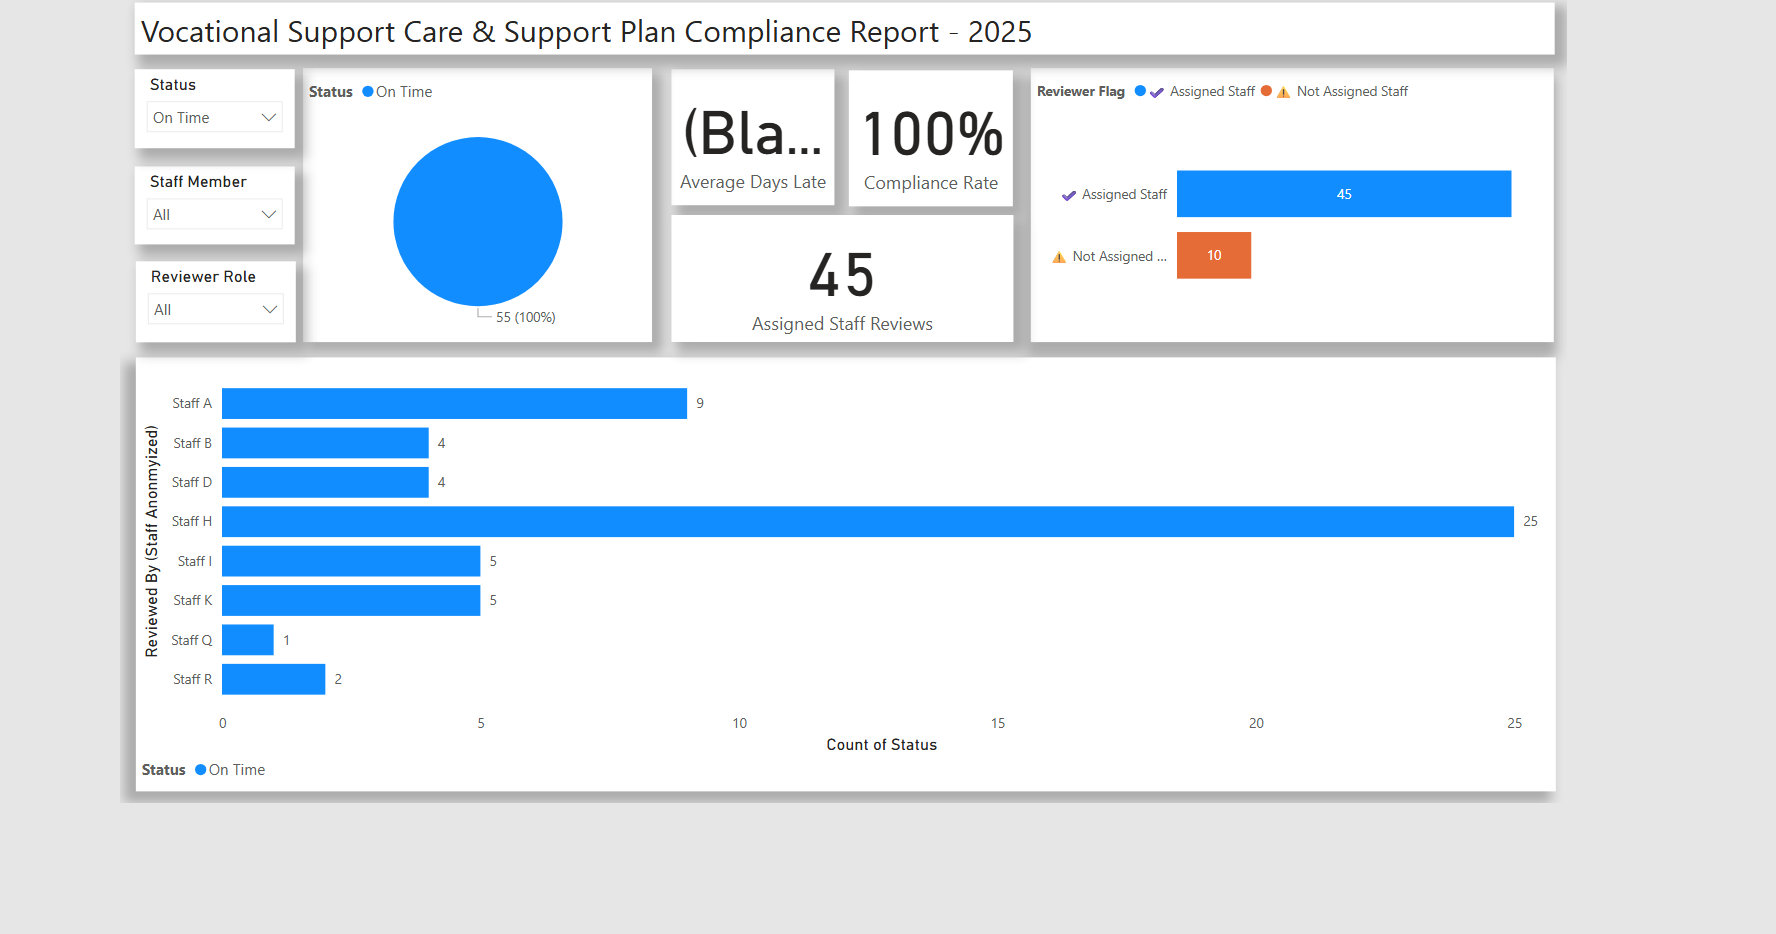 Vocational Support Care & Support Plan Compliance Report - 2025
Status
On Time
Staff Member
All
Reviewer Role
All
Status On Time
55 (100%)
(Bla...
Average Days Late
100%
Compliance Rate
45
Assigned Staff Reviews
Reviewer Flag Assigned Staff Not Assigned Staff
Assigned Staff 45
Not Assigned ... 10
Reviewed By (Staff Anonmyized)
Staff A 9
Staff B 4
Staff D 4
Staff H 25
Staff I 5
Staff K 5
Staff Q 1
Staff R 2
0 5 10 15 20 25
Count of Status
Status On Time